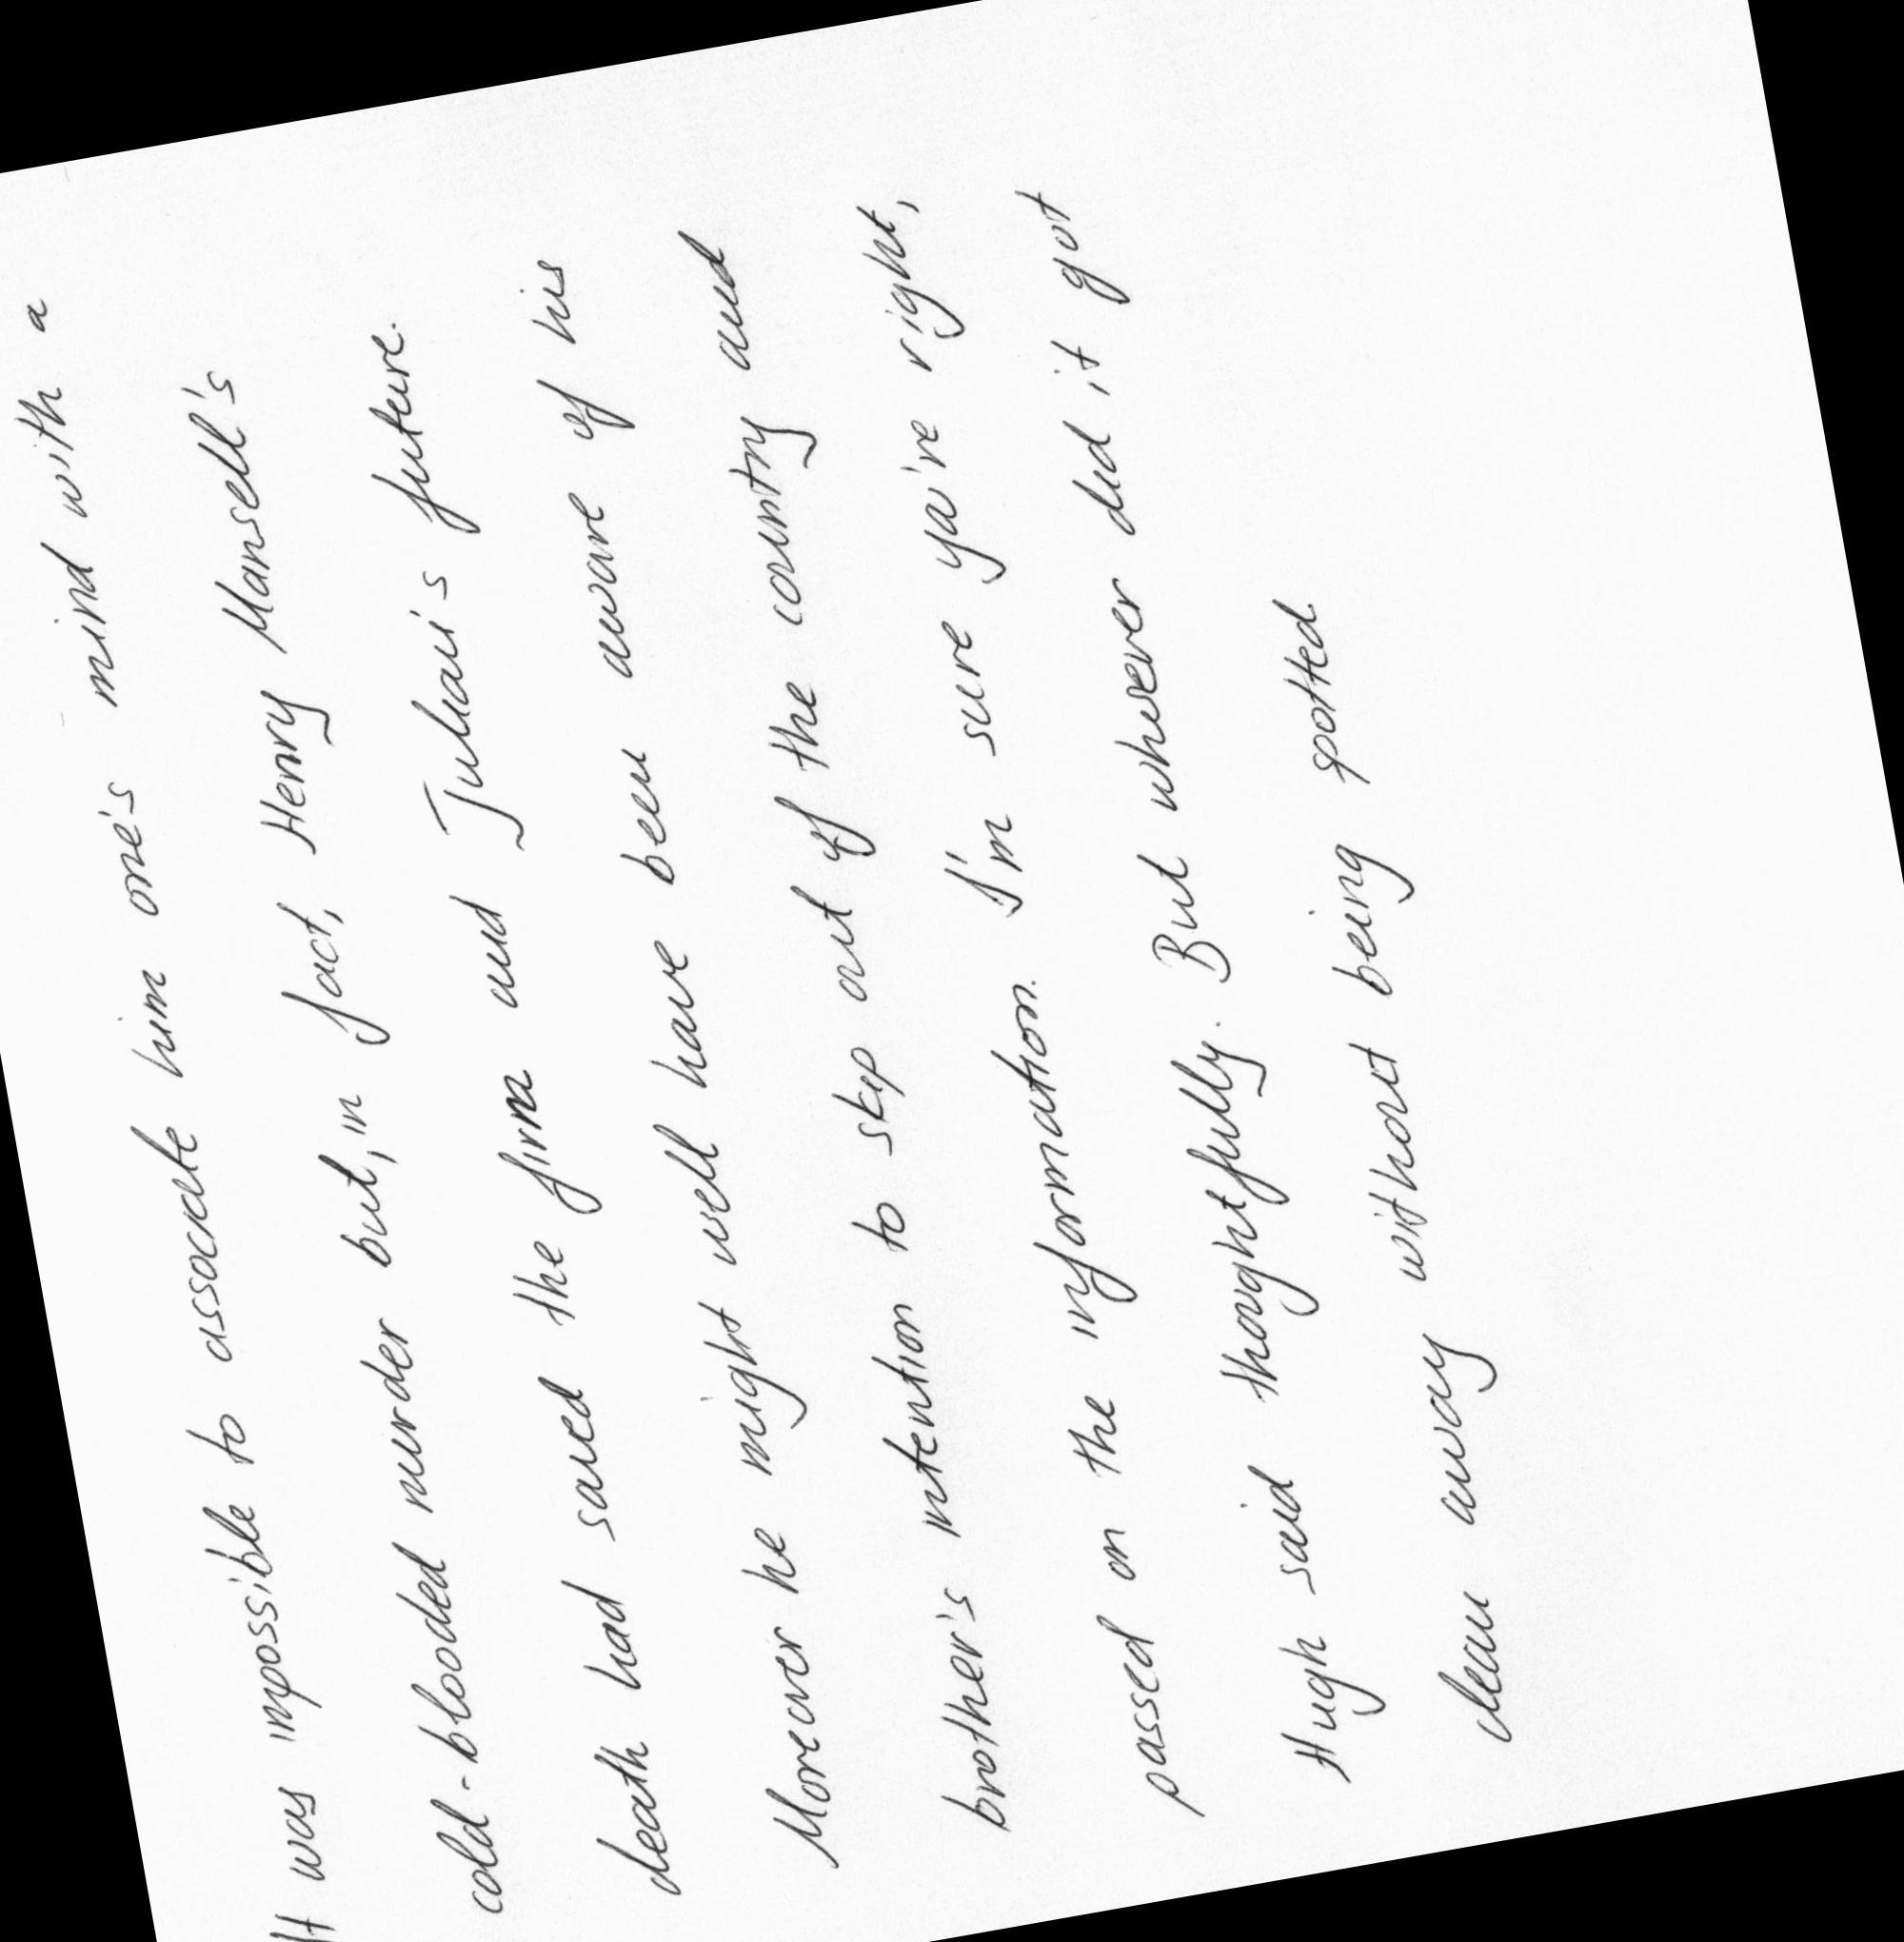 It was impossible to associate him one's mind with a
cold-blooded murder but, in fact, Henry Mansell's
death had saved the firm and Julian's future.
Moreover he might well have been aware of his
brother's intention to skip out of the country and
passed on the information. I'm sure you're right,
Hugh said thoughtfully. But whoever did it got
clean away without being spotted.